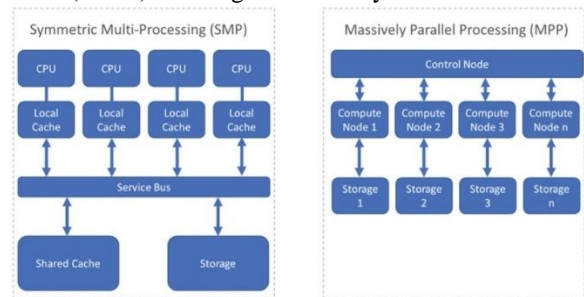 Symmetric Multi-Processing (SMP)
CPU
CPU
CPU
CPU
Local
Cache
Local
Cache
Local
Cache
Local
Cache
Service Bus
Shared Cache
Storage
Massively Parallel Processing (MPP)
Control Node
Compute
Node 1
Compute
Node 2
Compute
Node 3
Compute
Node n
Storage
1
Storage
2
Storage
3
Storage
n